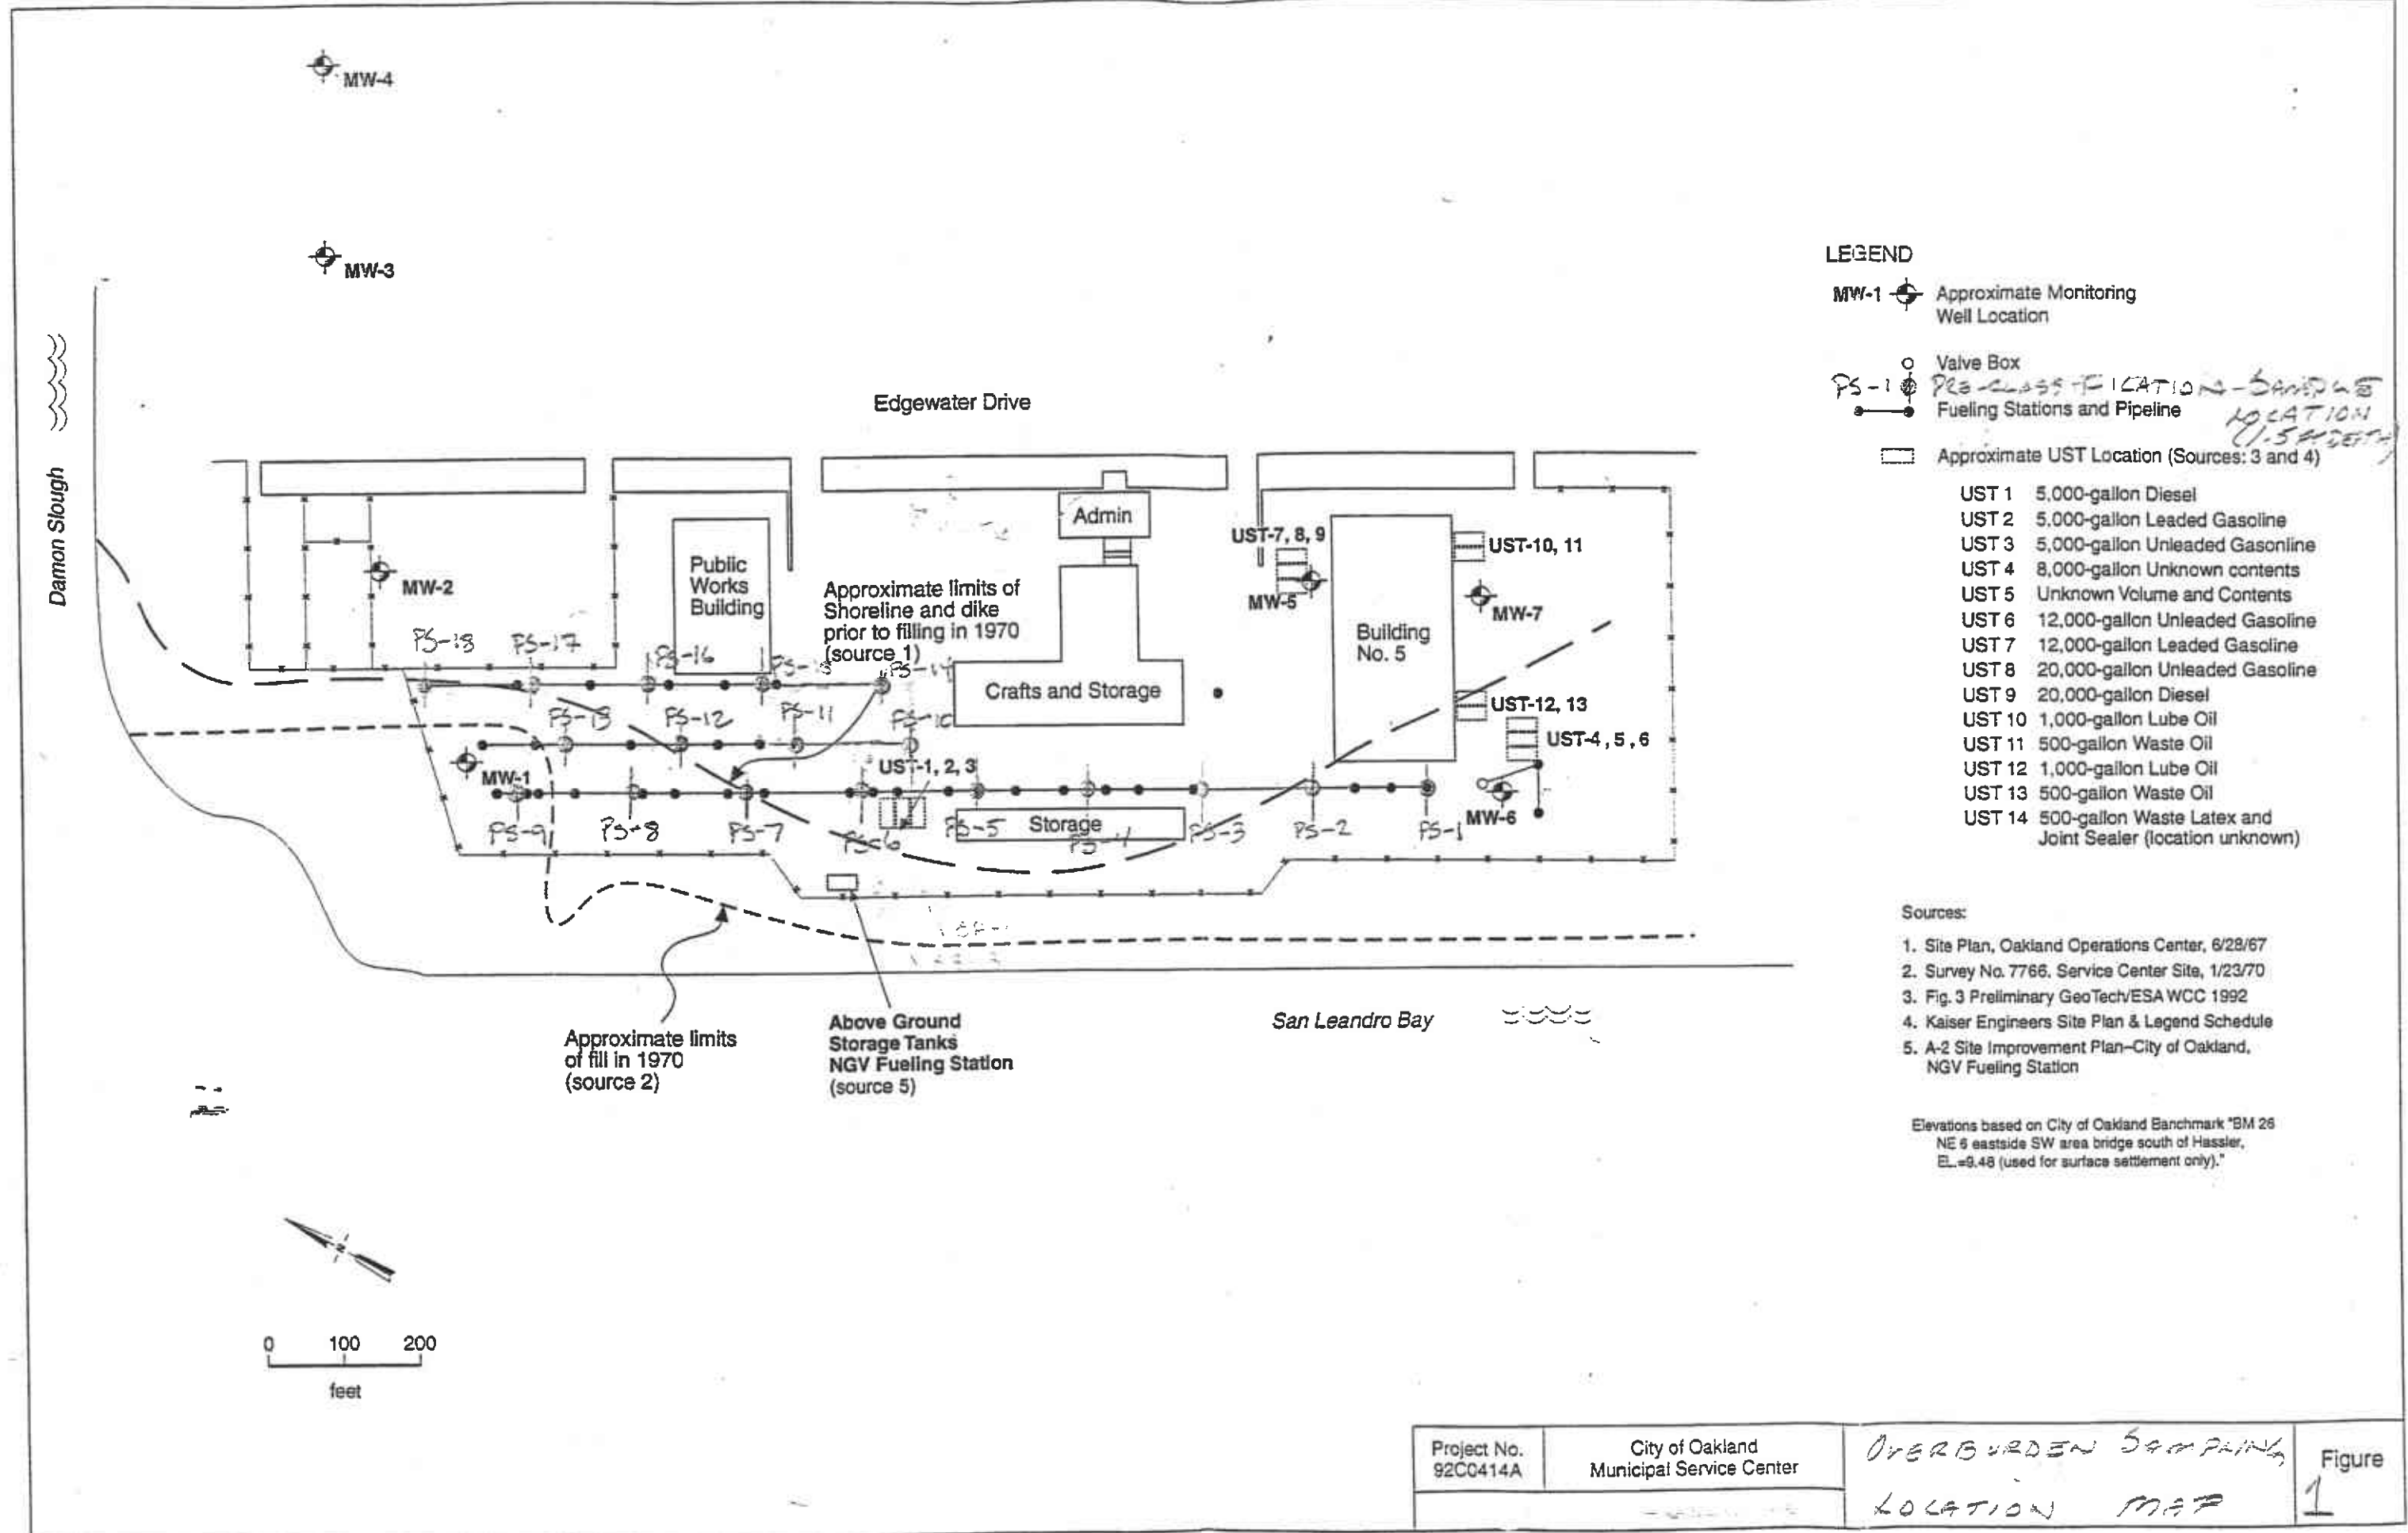 MW-4
MW-3
Damon Slough
Edgewater Drive
MW-2
Public
Works
Building
Admin
Approximate limits of
Shoreline and dike
prior to filling in 1970
(source 1)
Crafts and Storage
UST-7, 8, 9
MW-5
Building
No. 5
UST-10, 11
MW-7
UST-12, 13
UST-4, 5, 6
MW-6
PS-18
PS-17
PS-16
PS-14
PS-13
PS-12
PS-11
PS-10
MW-1
UST-1, 2, 3
PS-9
PS-8
PS-7
PS-6
PS-5
Storage
PS-4
PS-3
PS-2
PS-1
Approximate limits
of fill in 1970
(source 2)
Above Ground
Storage Tanks
NGV Fueling Station
(source 5)
San Leandro Bay
0 100 200
feet
LEGEND
MW-1 Approximate Monitoring
Well Location
Valve Box
PS-1 PRE-CLASSIFICATION-SAMPLE
LOCATION
Fueling Stations and Pipeline
Approximate UST Location (Sources: 3 and 4)
UST 1 5,000-gallon Diesel
UST 2 5,000-gallon Leaded Gasoline
UST 3 5,000-gallon Unleaded Gasonline
UST 4 8,000-gallon Unknown contents
UST 5 Unknown Volume and Contents
UST 6 12,000-gallon Unleaded Gasoline
UST 7 12,000-gallon Leaded Gasoline
UST 8 20,000-gallon Unleaded Gasoline
UST 9 20,000-gallon Diesel
UST 10 1,000-gallon Lube Oil
UST 11 500-gallon Waste Oil
UST 12 1,000-gallon Lube Oil
UST 13 500-gallon Waste Oil
UST 14 500-gallon Waste Latex and
Joint Sealer (location unknown)
Sources:
1. Site Plan, Oakland Operations Center, 6/28/67
2. Survey No. 7766, Service Center Site, 1/23/70
3. Fig. 3 Preliminary GeoTech/ESA WCC 1992
4. Kaiser Engineers Site Plan & Legend Schedule
5. A-2 Site Improvement Plan–City of Oakland,
NGV Fueling Station
Elevations based on City of Oakland Banchmark "BM 26
NE 6 eastside SW area bridge south of Hassler,
EL.=9.48 (used for surface settlement only)."
Project No.
92C0414A
City of Oakland
Municipal Service Center
OVERBURDEN SAMPLING
LOCATION MAP
Figure
1